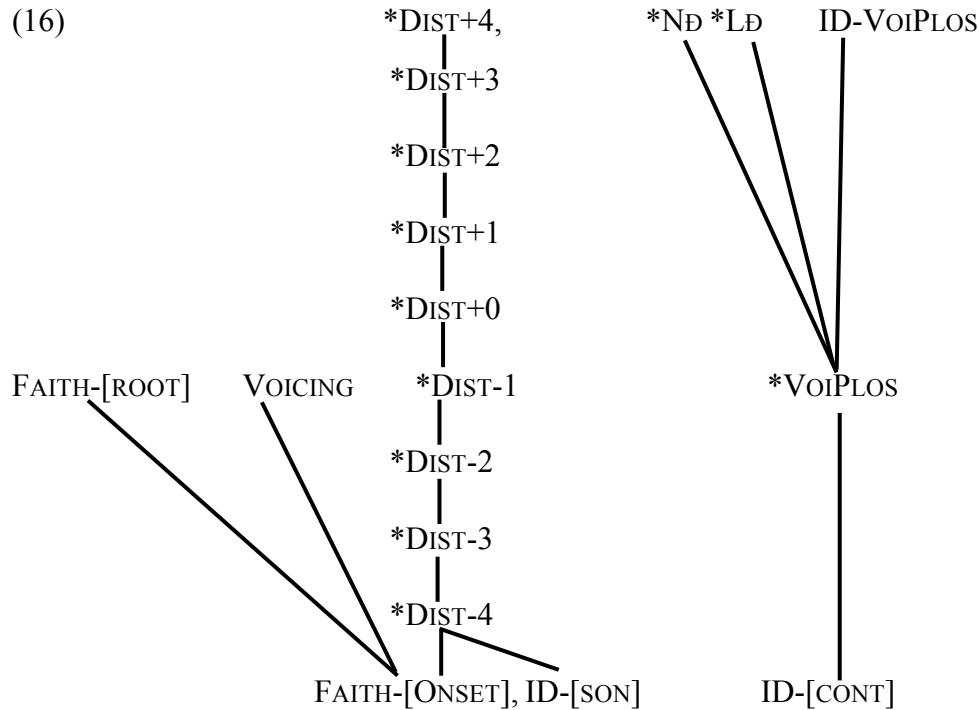 (16) *DIST+4, *NĐ *LĐ ID-VOIPLOS
*DIST+3
*DIST+2
*DIST+1
*DIST+0
FAITH-[ROOT] VOICING *DIST-1 *VOIPLOS
*DIST-2
*DIST-3
*DIST-4
FAITH-[ONSET], ID-[SON] ID-[CONT]